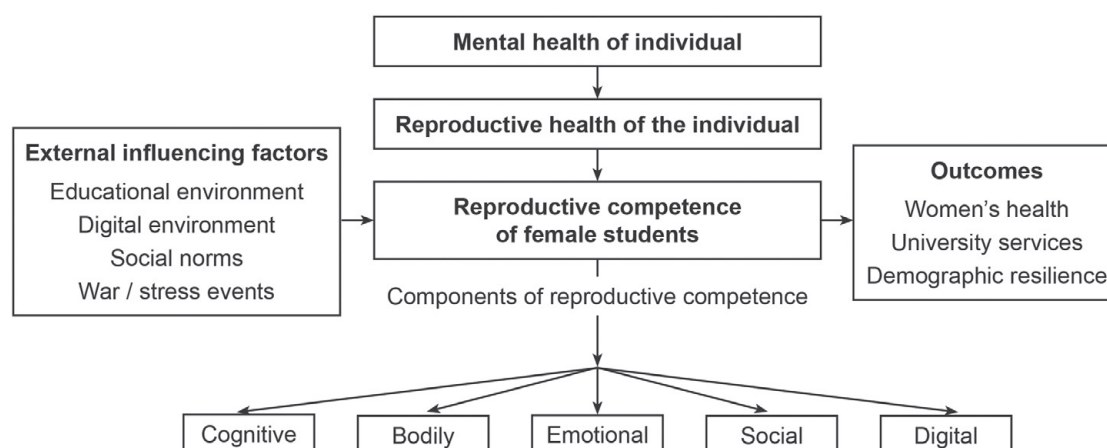 Mental health of individual
Reproductive health of the individual
External influencing factors
Educational environment
Digital environment
Social norms
War / stress events
Reproductive competence
of female students
Outcomes
Women’s health
University services
Demographic resilience
Components of reproductive competence
Cognitive
Bodily
Emotional
Social
Digital